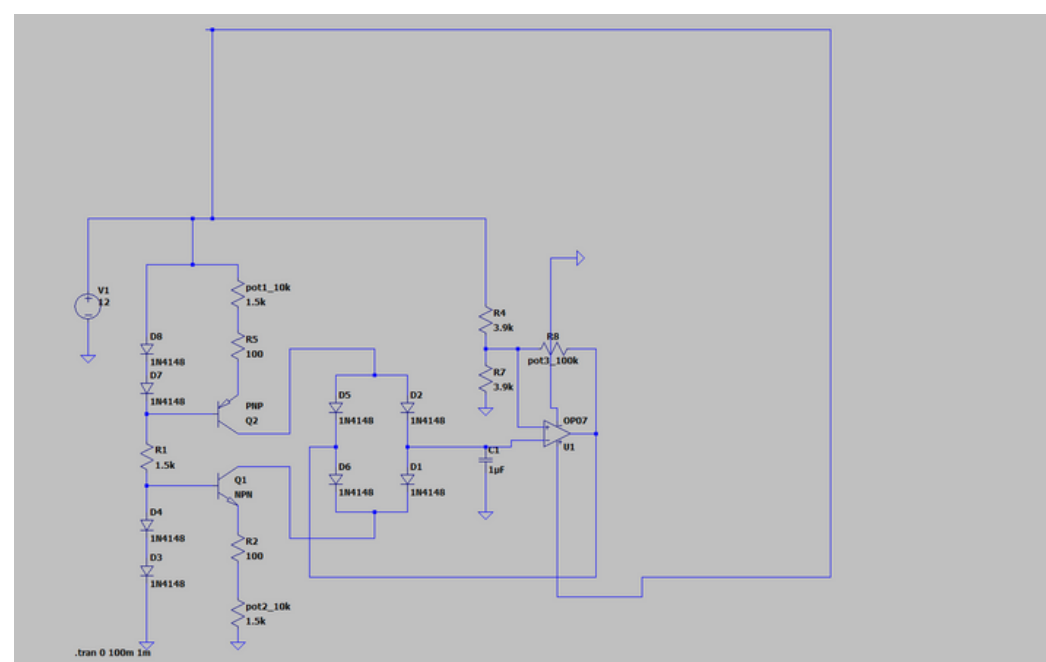 V1
12
D8
1N4148
D7
1N4148
R1
1.5k
D4
1N4148
D3
1N4148
.tran 0 100m 1m
pot1_10k
1.5k
R5
100
PNP
Q2
Q1
NPN
R2
100
pot2_10k
1.5k
D5
1N4148
D2
1N4148
D6
1N4148
D1
1N4148
R4
3.9k
R7
3.9k
C1
1µF
R8
pot3_100k
OP07
U1